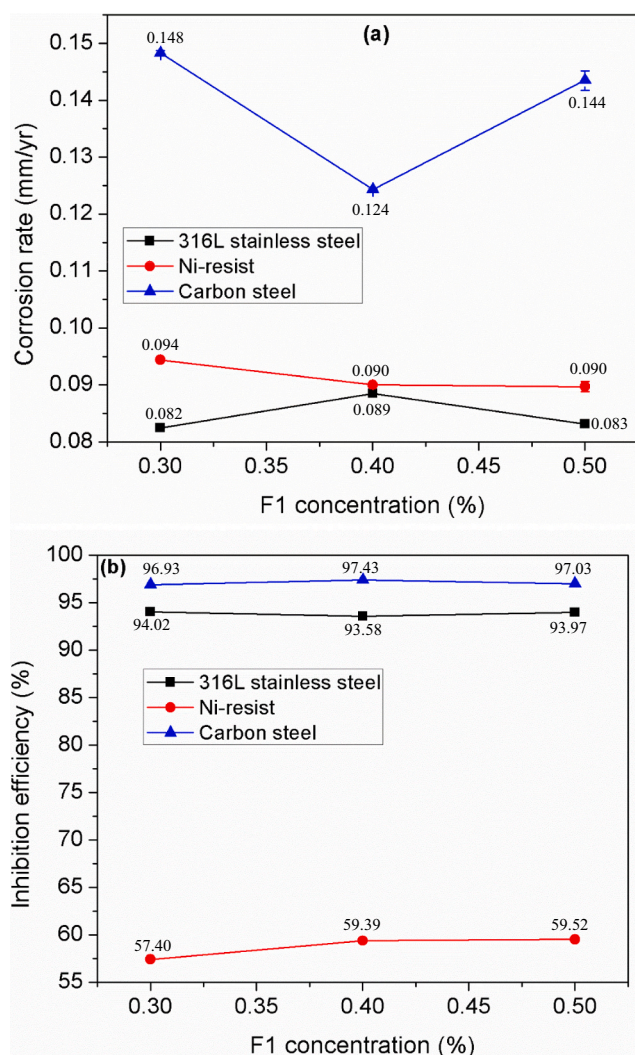 (a)
0.15
0.148
0.144
0.14
0.13
0.124
0.12
316L stainless steel
Ni-resist
Carbon steel
0.11
0.10
0.094
0.090
0.090
0.09
0.089
0.082
0.083
0.08
Corrosion rate (mm/yr)
0.30 0.35 0.40 0.45 0.50
F1 concentration (%)
(b)
100
96.93 97.43 97.03
95
94.02 93.58 93.97
90
316L stainless steel
Ni-resist
Carbon steel
85
80
75
70
65
60
59.39 59.52
57.40
55
Inhibition efficiency (%)
0.30 0.35 0.40 0.45 0.50
F1 concentration (%)